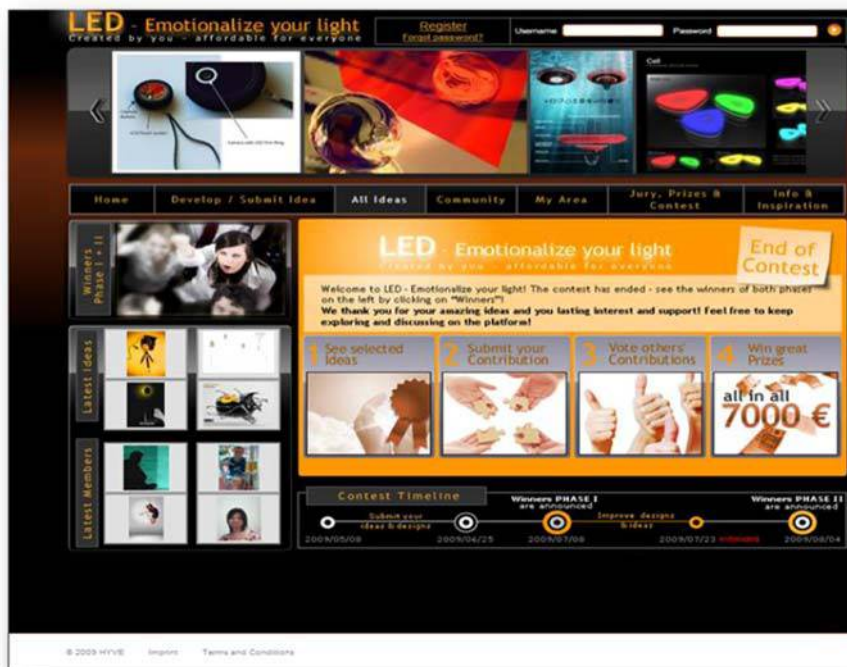 LED - Emotionalize your light
Created by you - affordable for everyone
Register
Forgot password?
Username
Password
Camera with LED Ring
Coil
Home
Develop / Submit Idea
All Ideas
Community
My Area
Jury, Prizes &
Contest
Info &
Inspiration
Winners
Phase I + II
LED - Emotionalize your light
Created by you - affordable for everyone
End of
Contest
Welcome to LED - Emotionalize your light! The contest has ended - see the winners of both phases
on the left by clicking on "Winners"!
We thank you for your amazing ideas and you lasting interest and support! Feel free to keep
exploring and discussing on the platform!
Latest Ideas
1 See selected
Ideas
2 Submit your
Contribution
3 Vote others'
Contributions
4 Win great
Prizes
all in all
7000 €
Latest Members
Contest Timeline
Submit your
ideas & designs
Winners PHASE I
are announced
Improve designs
& ideas
Winners PHASE II
are announced
2009/05/08
2009/06/25
2009/07/08
2009/07/23 extended
2009/08/04
© 2009 HYVE
Imprint
Terms and Conditions